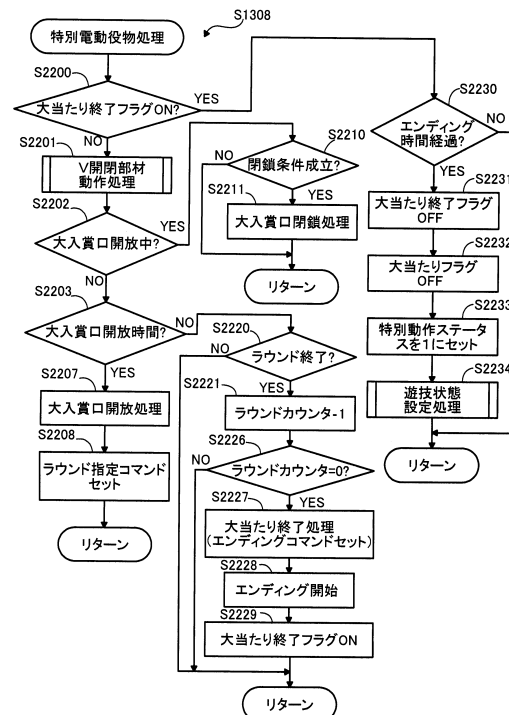 S1308
特別電動役物処理
S2200
大当たり終了フラグON?
YES
NO
S2201
V開閉部材
動作処理
S2202
大入賞口開放中?
YES
NO
S2210
閉鎖条件成立?
NO
YES
S2211
大入賞口閉鎖処理
リターン
S2203
大入賞口開放時間?
NO
YES
S2207
大入賞口開放処理
S2208
ラウンド指定コマンド
セット
リターン
S2220
ラウンド終了?
NO
YES
S2221
ラウンドカウンタ-1
S2226
ラウンドカウンタ=0?
NO
YES
S2227
大当たり終了処理
(エンディングコマンドセット)
S2228
エンディング開始
S2229
大当たり終了フラグON
リターン
S2230
エンディング
時間経過?
NO
YES
S2231
大当たり終了フラグ
OFF
S2232
大当たりフラグ
OFF
S2233
特別動作ステータ
スを1にセット
S2234
遊技状態
設定処理
リターン